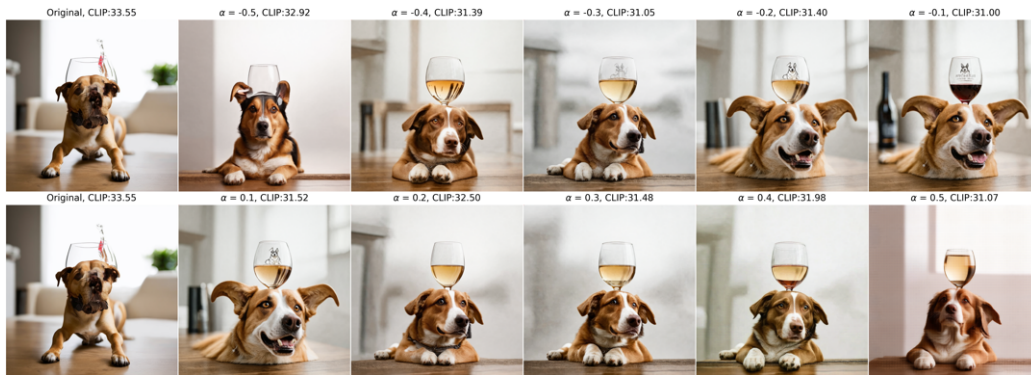 Original, CLIP:33.55
α = -0.5, CLIP:32.92
α = -0.4, CLIP:31.39
α = -0.3, CLIP:31.05
α = -0.2, CLIP:31.40
α = -0.1, CLIP:31.00
Original, CLIP:33.55
α = 0.1, CLIP:31.52
α = 0.2, CLIP:32.50
α = 0.3, CLIP:31.48
α = 0.4, CLIP:31.98
α = 0.5, CLIP:31.07